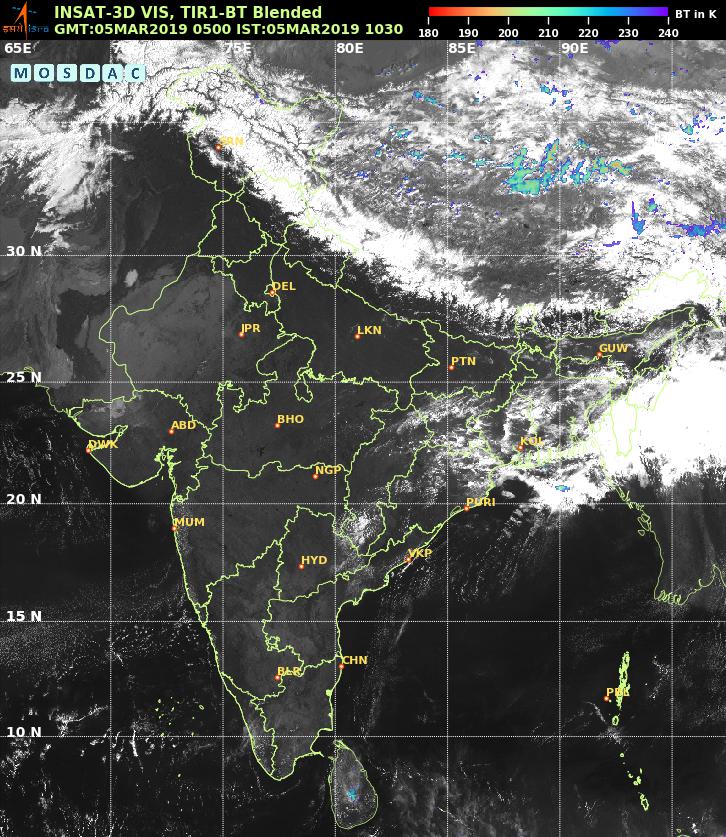 INSAT-3D VIS, TIR1-BT Blended
GMT:05MAR2019 0500 IST:05MAR2019 1030
BT in K
180 190 200 210 220 230 240
65E 70E 75E 80E 85E 90E
MOSDAC
SRN
30 N
DEL
JPR
LKN
GUW
PTN
25 N
ABD
BHO
DWK
KOL
NGP
20 N
PURI
MUM
VKP
HYD
15 N
CHN
BLR
PBL
10 N